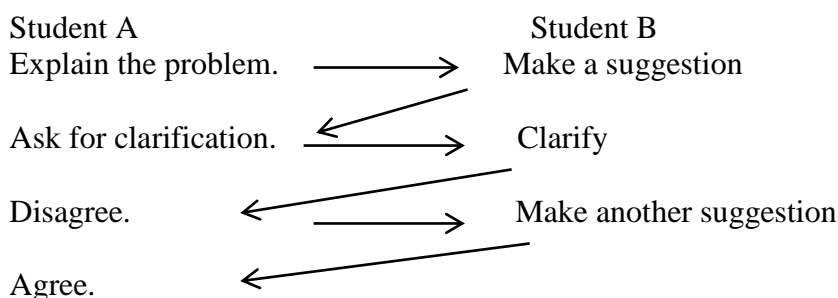 Student A Student B
Explain the problem. Make a suggestion
Ask for clarification. Clarify
Disagree. Make another suggestion
Agree.